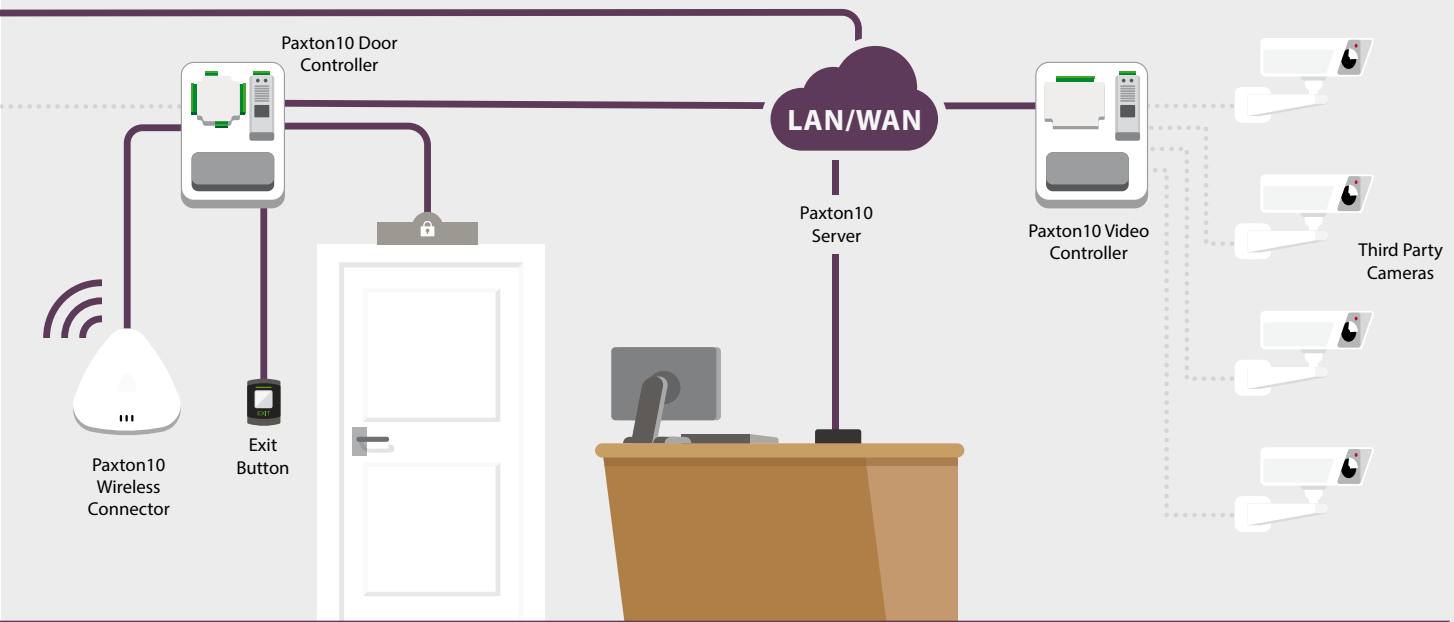 Paxton10 Door
Controller
LAN/WAN
Paxton10
Server
Paxton10 Video
Controller
Third Party
Cameras
EXIT
Exit
Button
Paxton10
Wireless
Connector